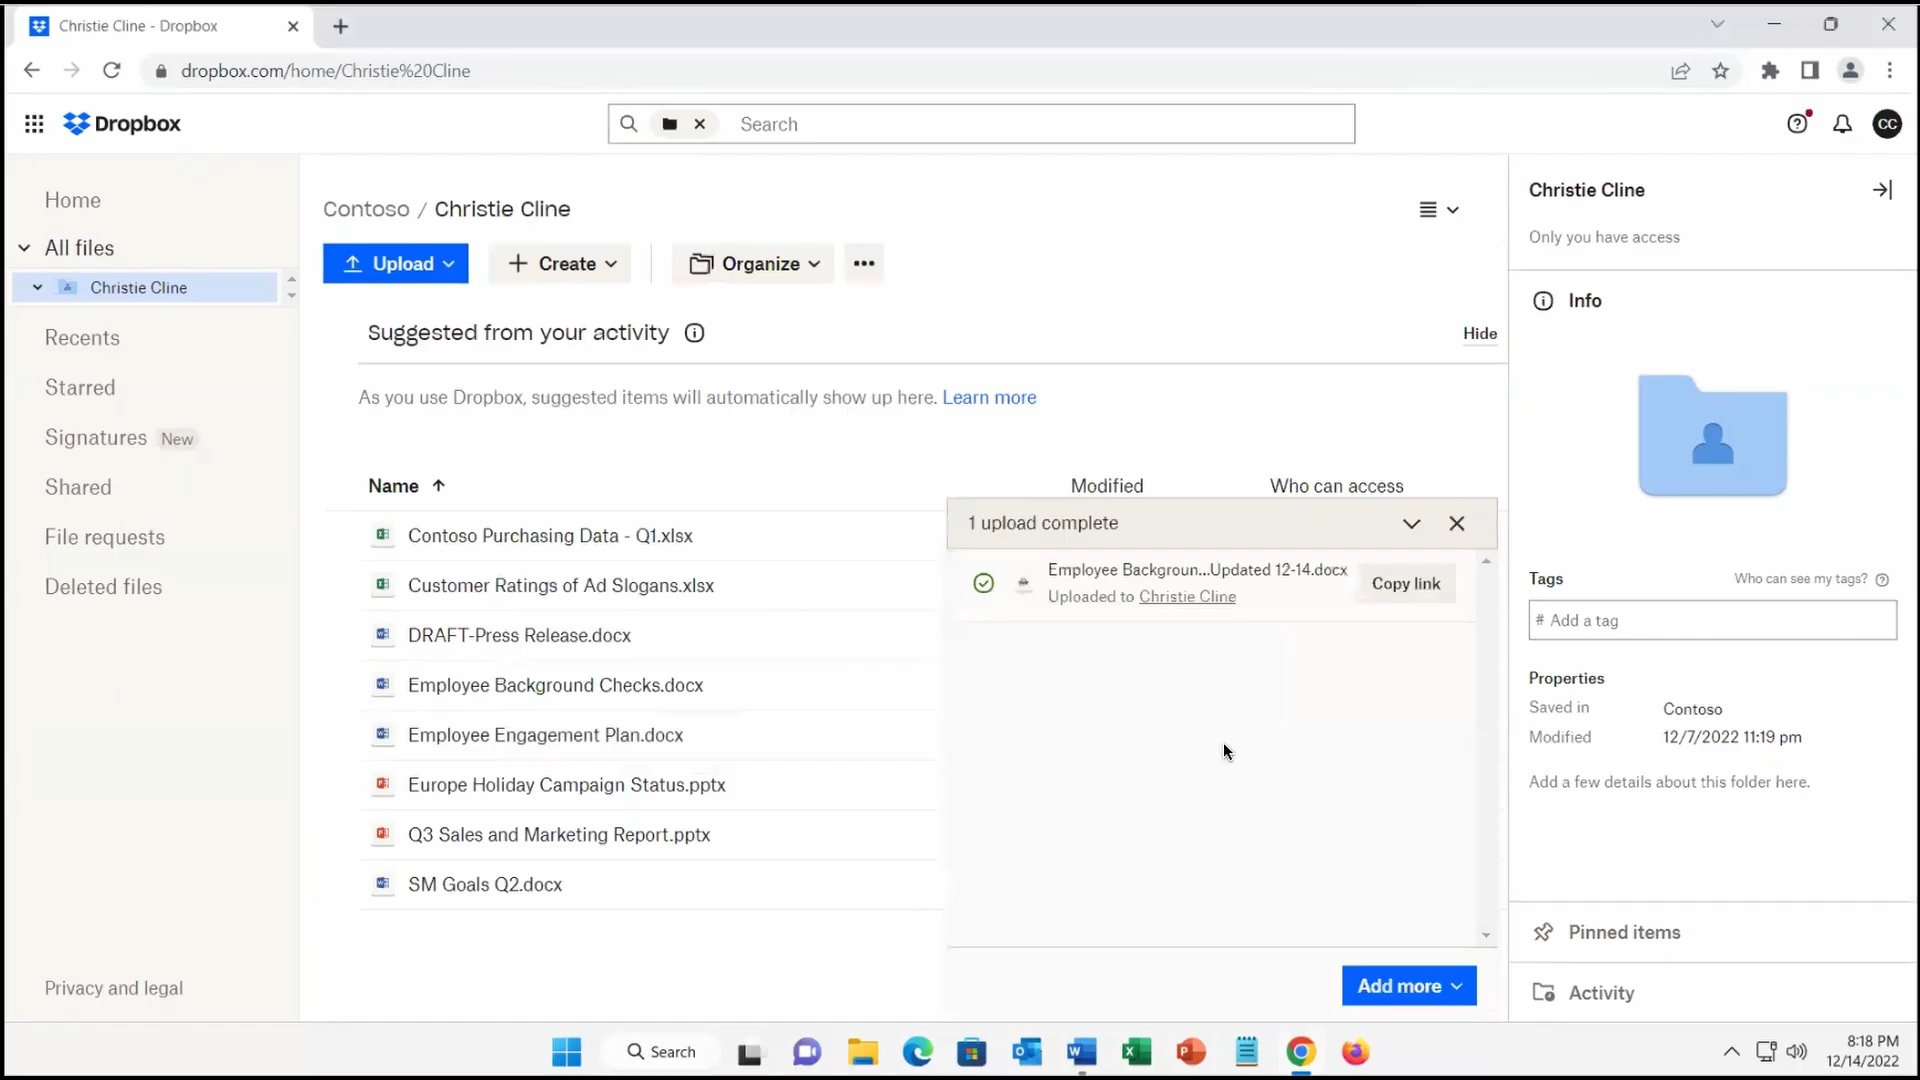 Christie Cline - Dropbox
dropbox.com/home/Christie%20Cline
Dropbox
Search
CC
Home
All files
Christie Cline
Recents
Starred
Signatures New
Shared
File requests
Deleted files
Privacy and legal
Contoso / Christie Cline
Upload
Create
Organize
Suggested from your activity
Hide
As you use Dropbox, suggested items will automatically show up here. Learn more
Name Modified Who can access
Contoso Purchasing Data - Q1.xlsx
Customer Ratings of Ad Slogans.xlsx
DRAFT-Press Release.docx
Employee Background Checks.docx
Employee Engagement Plan.docx
Europe Holiday Campaign Status.pptx
Q3 Sales and Marketing Report.pptx
SM Goals Q2.docx
1 upload complete
Employee Backgroun...Updated 12-14.docx
Uploaded to Christie Cline
Copy link
Add more
Christie Cline
Only you have access
Info
Tags Who can see my tags?
# Add a tag
Properties
Saved in Contoso
Modified 12/7/2022 11:19 pm
Add a few details about this folder here.
Pinned items
Activity
Search
8:18 PM
12/14/2022